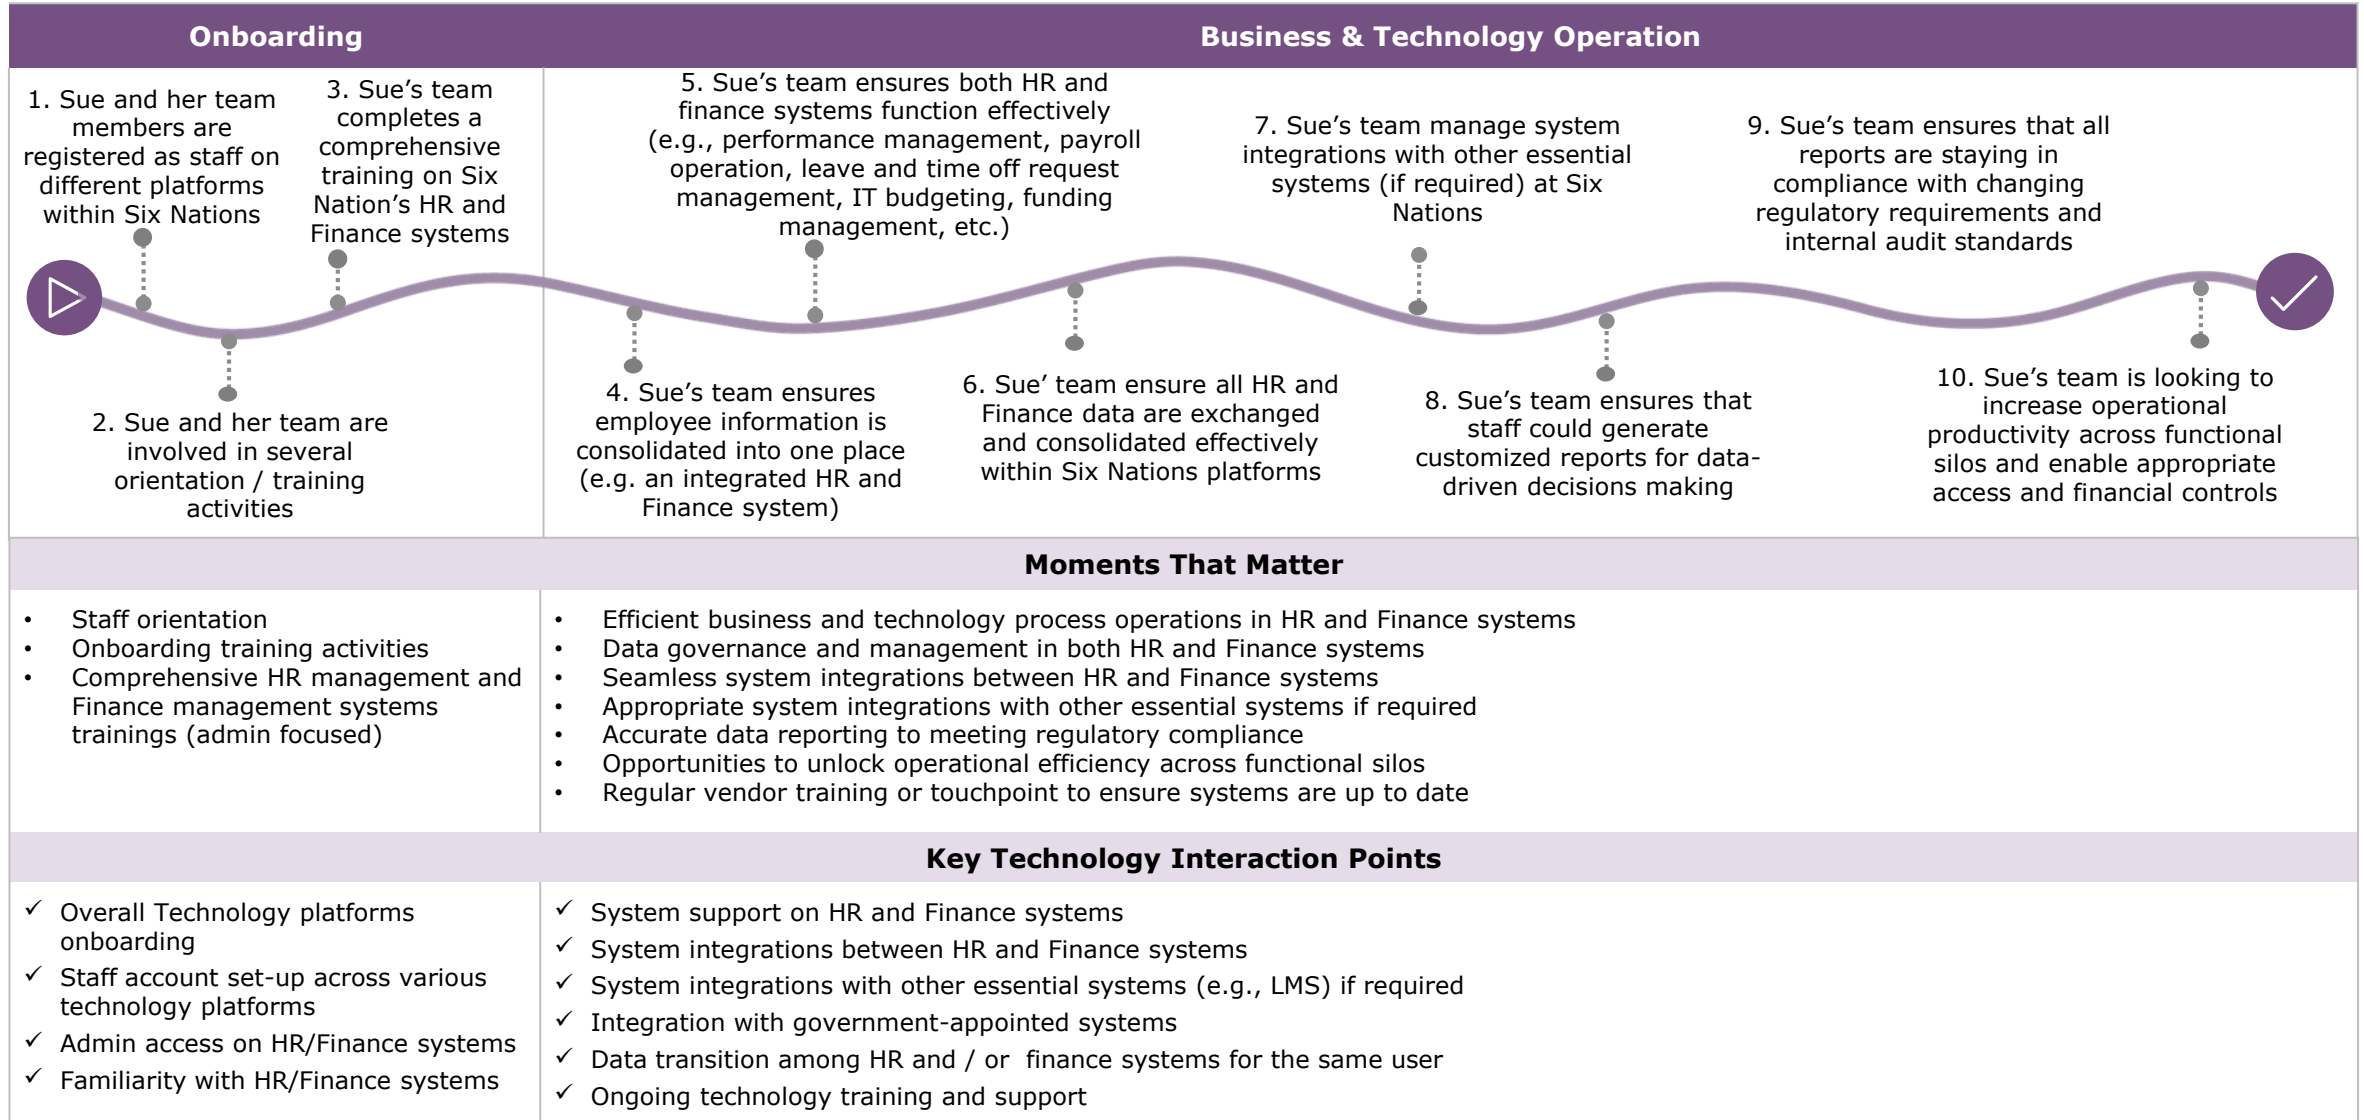 Onboarding
Business & Technology Operation
1. Sue and her team
members are
registered as staff on
different platforms
within Six Nations
2. Sue and her team are
involved in several
orientation / training
activities
3. Sue’s team
completes a
comprehensive
training on Six
Nation’s HR and
Finance systems
4. Sue’s team ensures
employee information is
consolidated into one place
(e.g. an integrated HR and
Finance system)
5. Sue’s team ensures both HR and
finance systems function effectively
(e.g., performance management, payroll
operation, leave and time off request
management, IT budgeting, funding
management, etc.)
6. Sue’ team ensure all HR and
Finance data are exchanged
and consolidated effectively
within Six Nations platforms
7. Sue’s team manage system
integrations with other essential
systems (if required) at Six
Nations
8. Sue’s team ensures that
staff could generate
customized reports for data-
driven decisions making
9. Sue’s team ensures that all
reports are staying in
compliance with changing
regulatory requirements and
internal audit standards
10. Sue’s team is looking to
increase operational
productivity across functional
silos and enable appropriate
access and financial controls
Moments That Matter
• Staff orientation
• Onboarding training activities
• Comprehensive HR management and
Finance management systems
trainings (admin focused)
• Efficient business and technology process operations in HR and Finance systems
• Data governance and management in both HR and Finance systems
• Seamless system integrations between HR and Finance systems
• Appropriate system integrations with other essential systems if required
• Accurate data reporting to meeting regulatory compliance
• Opportunities to unlock operational efficiency across functional silos
• Regular vendor training or touchpoint to ensure systems are up to date
Key Technology Interaction Points
✓ Overall Technology platforms
onboarding
✓ Staff account set-up across various
technology platforms
✓ Admin access on HR/Finance systems
✓ Familiarity with HR/Finance systems
✓ System support on HR and Finance systems
✓ System integrations between HR and Finance systems
✓ System integrations with other essential systems (e.g., LMS) if required
✓ Integration with government-appointed systems
✓ Data transition among HR and / or  finance systems for the same user
✓ Ongoing technology training and support